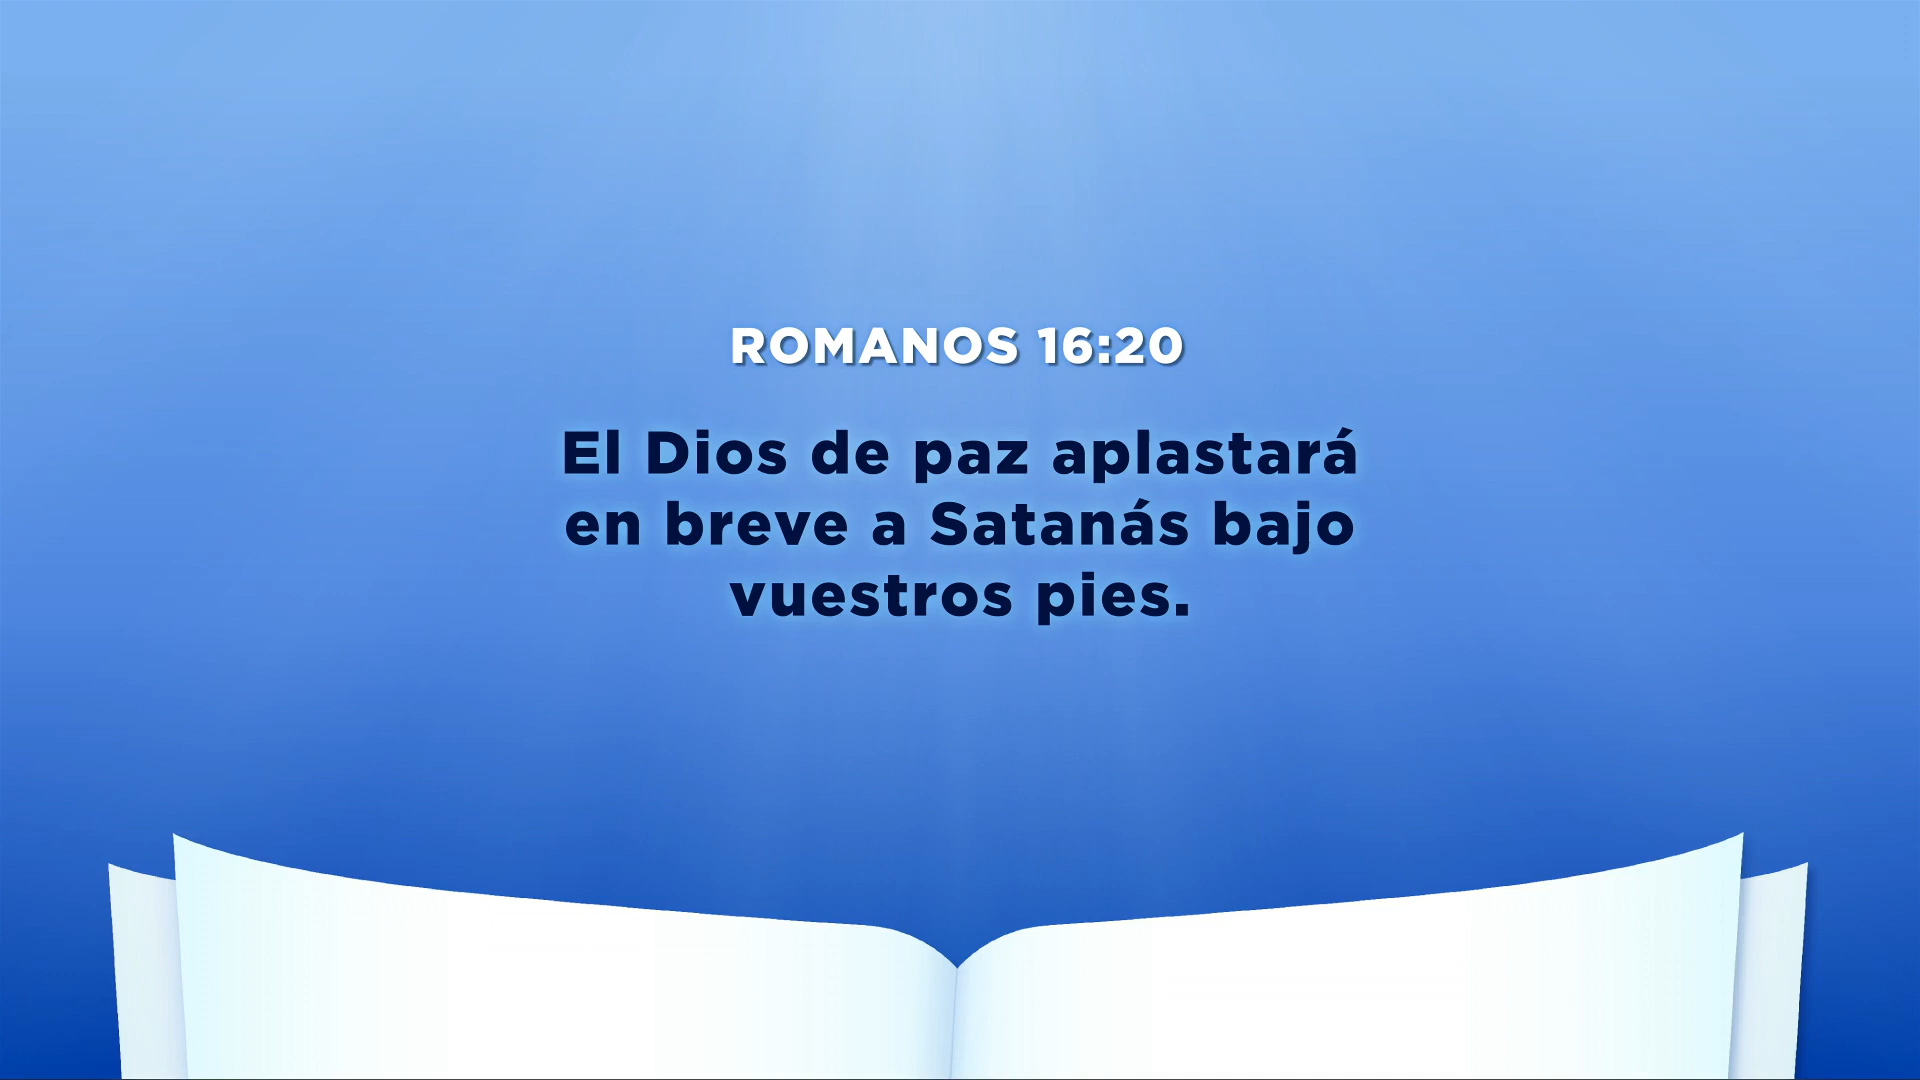 ROMANOS 16:20
El Dios de paz aplastará
en breve a Satanás bajo
vuestros pies.